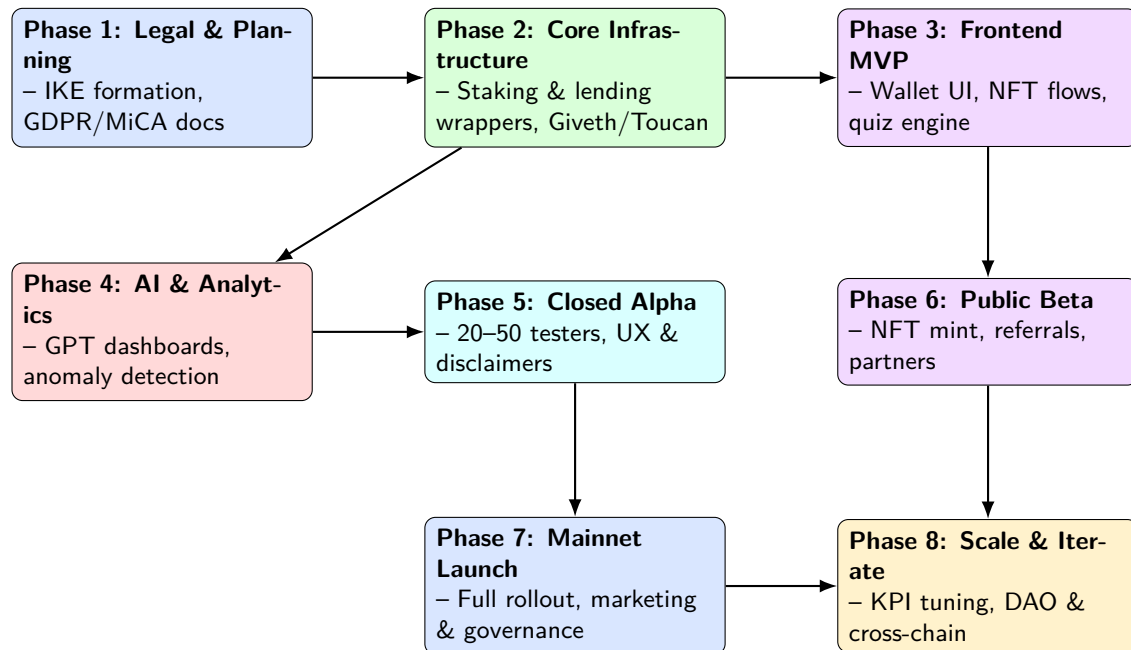 Phase 1: Legal & Plan-
ning
– IKE formation,
GDPR/MiCA docs
Phase 2: Core Infras-
tructure
– Staking & lending
wrappers, Giveth/Toucan
Phase 3: Frontend
MVP
– Wallet UI, NFT flows,
quiz engine
Phase 4: AI & Analyt-
ics
– GPT dashboards,
anomaly detection
Phase 5: Closed Alpha
– 20–50 testers, UX &
disclaimers
Phase 6: Public Beta
– NFT mint, referrals,
partners
Phase 7: Mainnet
Launch
– Full rollout, marketing
& governance
Phase 8: Scale & Iter-
ate
– KPI tuning, DAO &
cross-chain